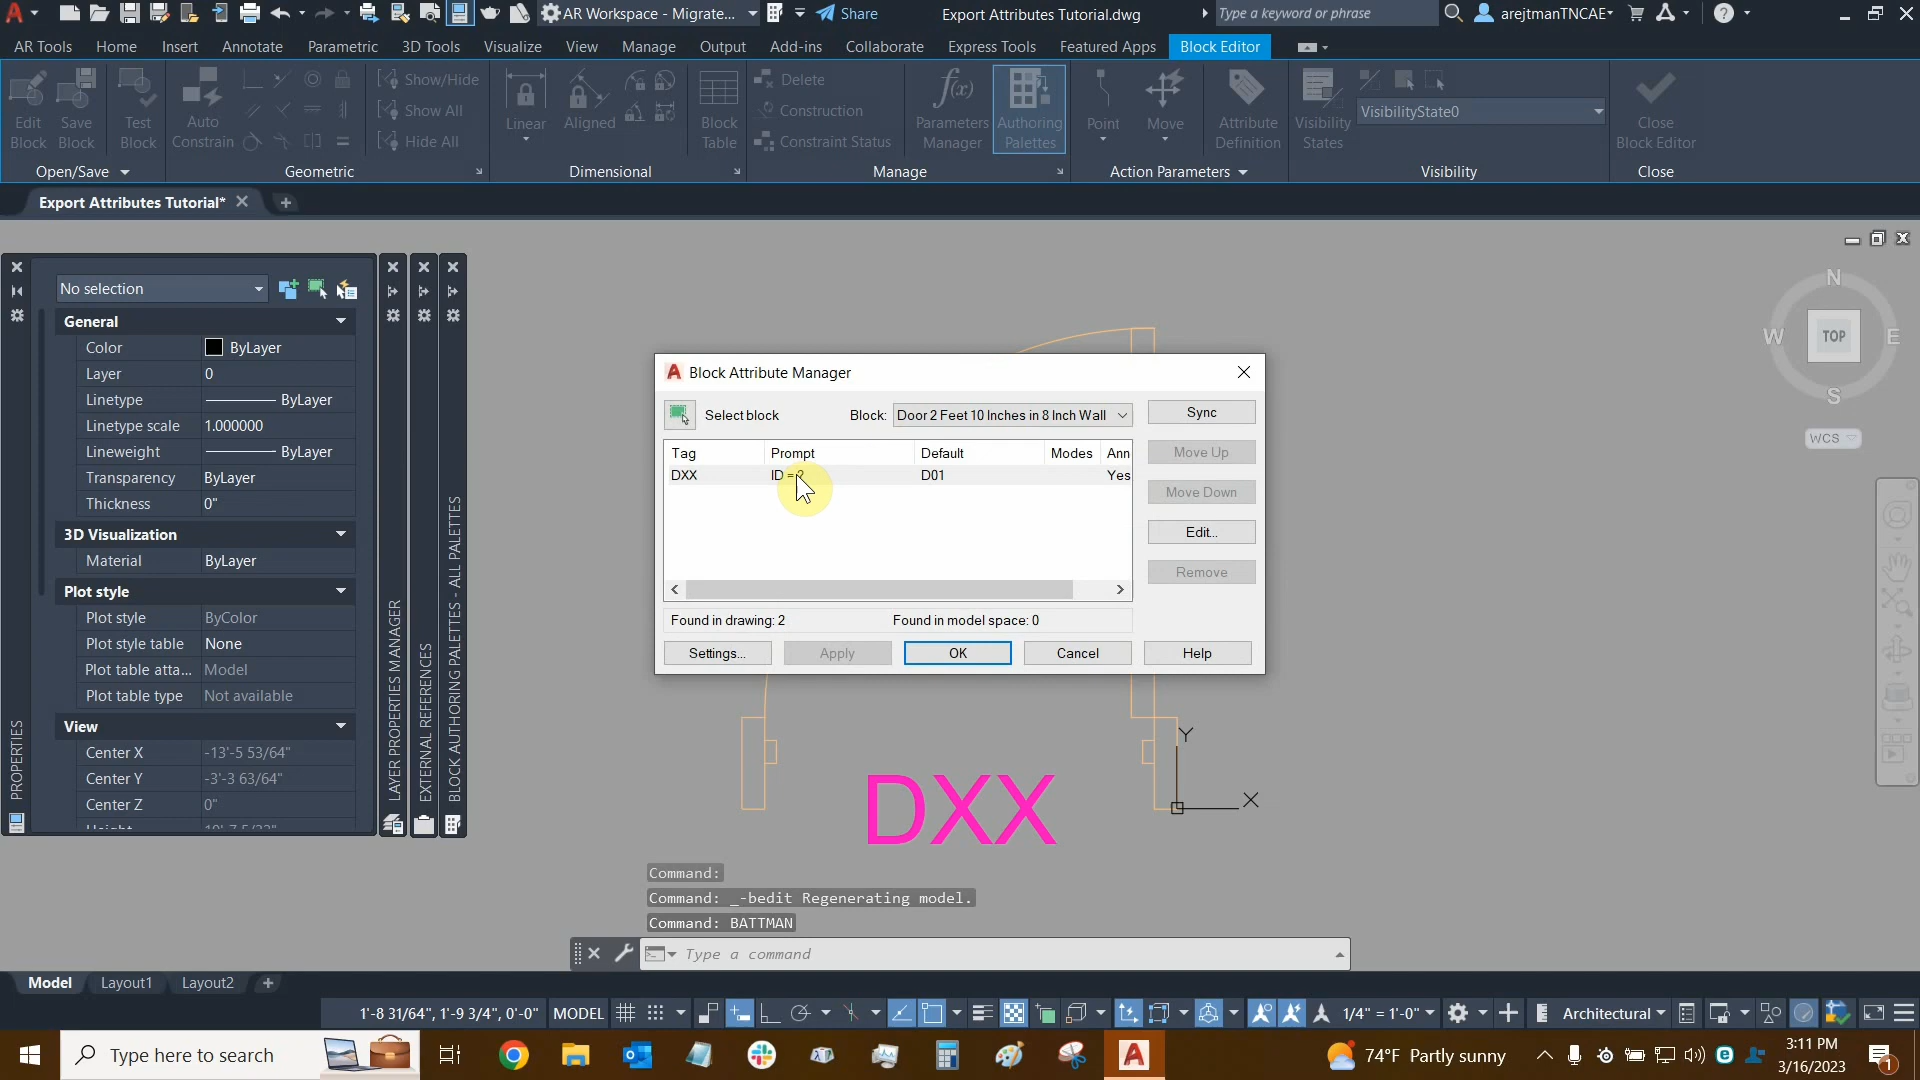 AR Workspace - Migrate...
Share
Export Attributes Tutorial.dwg
Type a keyword or phrase
arejtmanTNCAE
AR Tools
Home
Insert
Annotate
Parametric
3D Tools
Visualize
View
Manage
Output
Add-ins
Collaborate
Express Tools
Featured Apps
Block Editor
Edit Block
Save Block
Test Block
Auto Constrain
Show/Hide
Show All
Hide All
Linear
Aligned
Block Table
Delete
Construction
Constraint Status
Parameters Manager
Authoring Palettes
Point
Move
Attribute Definition
Visibility States
VisibilityState0
Close Block Editor
Open/Save
Geometric
Dimensional
Manage
Action Parameters
Visibility
Close
Export Attributes Tutorial*
No selection
General
Color ByLayer
Layer 0
Linetype ByLayer
Linetype scale 1.000000
Lineweight ByLayer
Transparency ByLayer
Thickness 0"
3D Visualization
Material ByLayer
Plot style
Plot style ByColor
Plot style table None
Plot table atta... Model
Plot table type Not available
View
Center X -13'-5 53/64"
Center Y -3'-3 63/64"
Center Z 0"
PROPERTIES
LAYER PROPERTIES MANAGER
EXTERNAL REFERENCES
BLOCK AUTHORING PALETTES - ALL PALETTES
N
W
TOP
E
S
WCS
Block Attribute Manager
Select block
Block: Door 2 Feet 10 Inches in 8 Inch Wall
Sync
Tag Prompt Default Modes Ann
DXX ID = ? D01 Yes
Move Up
Move Down
Edit...
Remove
Found in drawing: 2
Found in model space: 0
Settings...
Apply
OK
Cancel
Help
Y
X
DXX
Command:
Command: _-bedit Regenerating model.
Command: BATTMAN
Type a command
Model
Layout1
Layout2
1'-8 31/64", 1'-9 3/4", 0'-0"
MODEL
1/4" = 1'-0"
Architectural
Type here to search
74°F Partly sunny
3:11 PM
3/16/2023
1